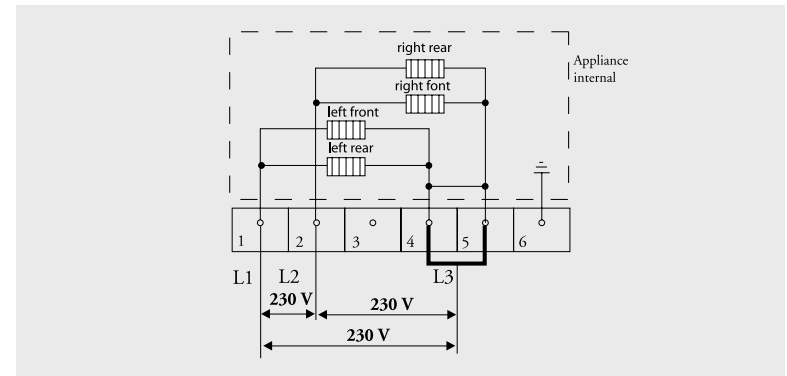 right rear
Appliance
internal
right font
left front
left rear
1 2 3 4 5 6
L1 L2 L3
230 V
230 V
230 V